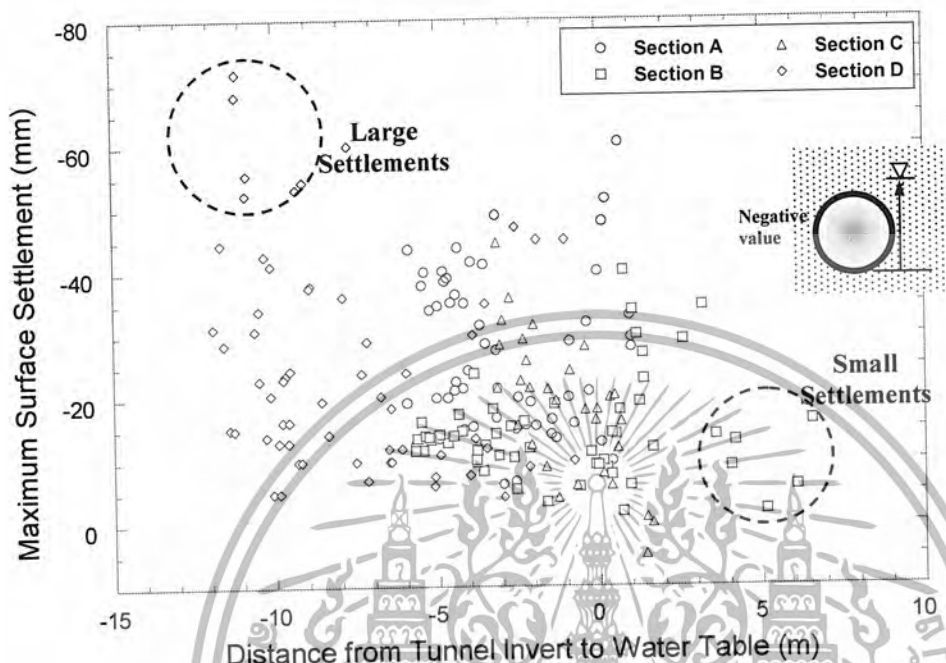 -80
-60
-40
-20
0
Maximum Surface Settlement (mm)
Section A
Section C
Section B
Section D
Large
Settlements
Negative
value
Small
Settlements
-15
-10
-5
0
5
10
Distance from Tunnel Invert to Water Table (m)